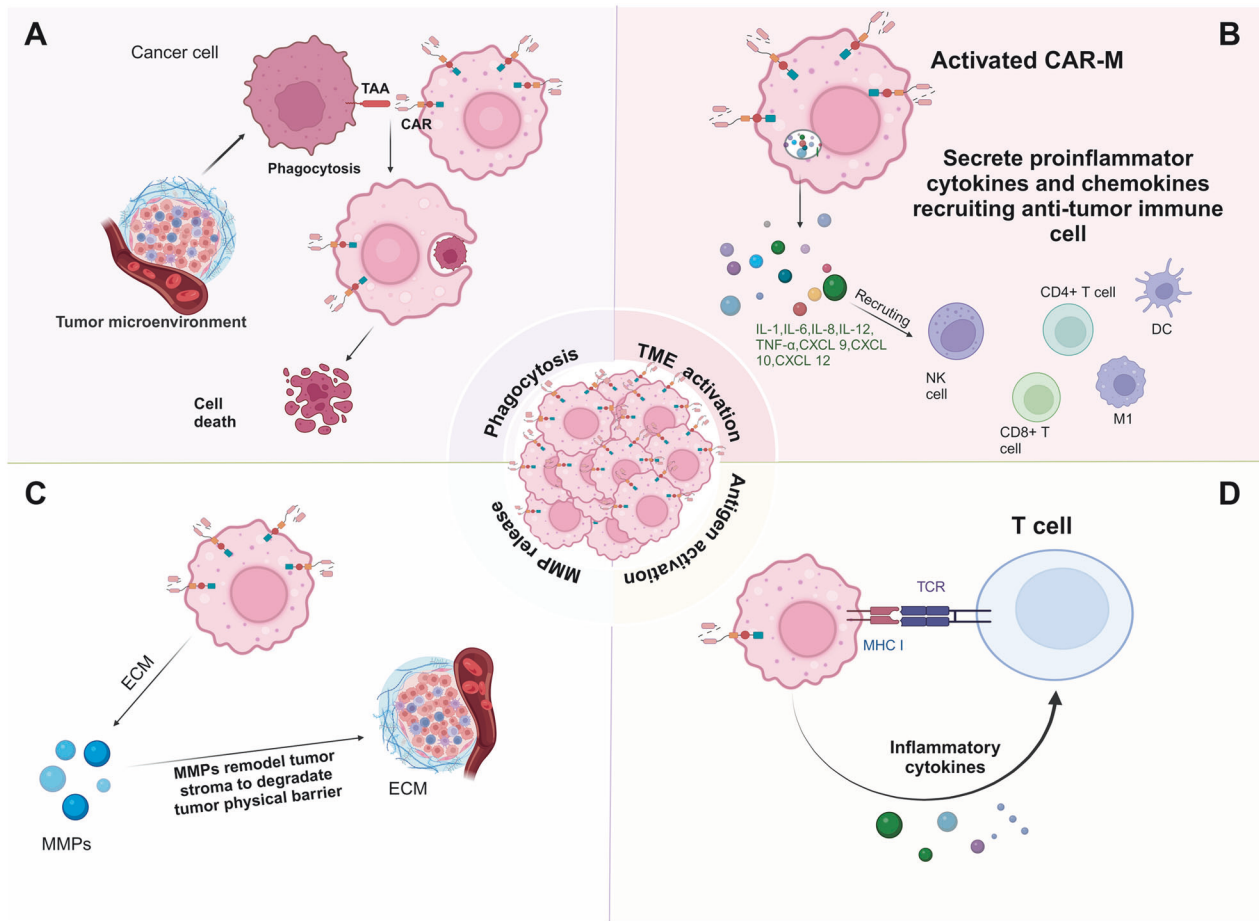 A
Cancer cell
TAA
CAR
Phagocytosis
Tumor microenvironment
Cell
death
B
Activated CAR-M
Secrete proinflammator
cytokines and chemokines
recruiting anti-tumor immune
cell
Recruting
IL-1,IL-6,IL-8,IL-12,
TNF-α,CXCL 9,CXCL
10,CXCL 12
NK
cell
CD4+ T cell
DC
CD8+ T
cell
M1
Phagocytosis
TME activation
MMP release
Antigen activation
C
ECM
MMPs
MMPs remodel tumor
stroma to degradate
tumor physical barrier
ECM
D
T cell
TCR
MHC I
Inflammatory
cytokines